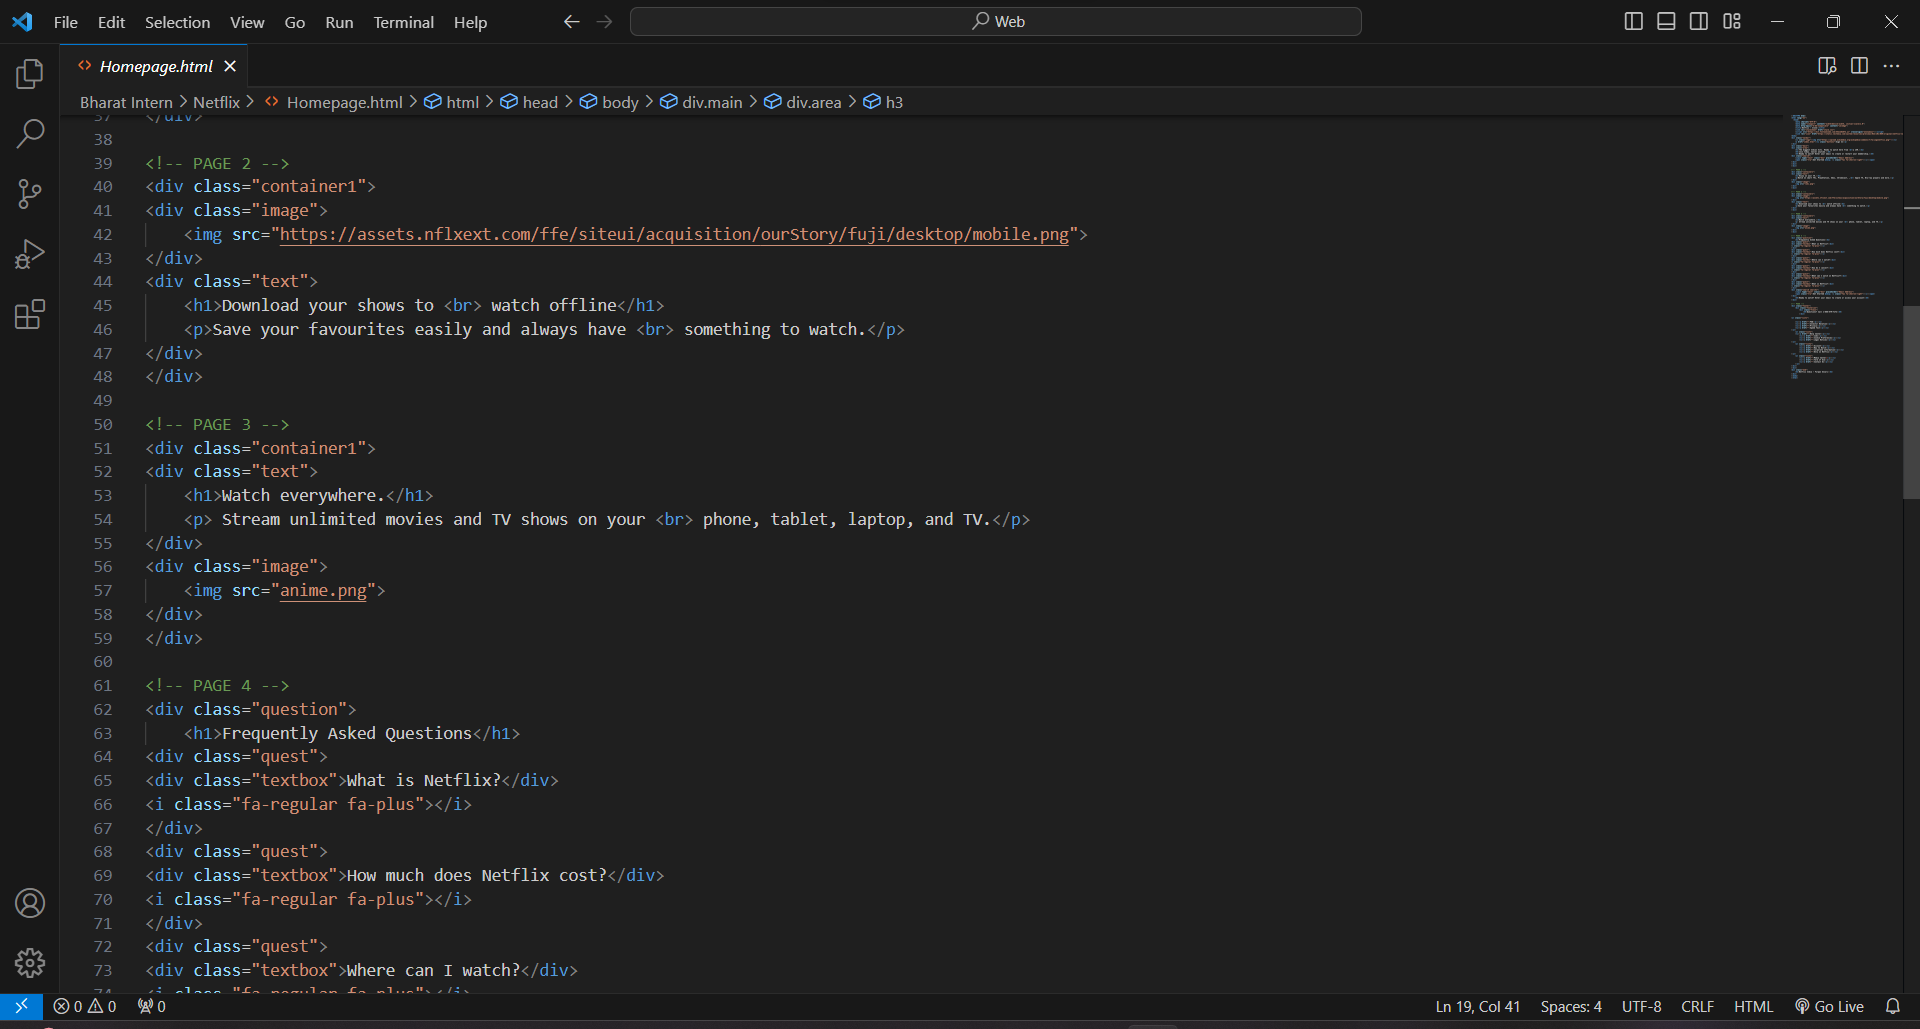 File Edit Selection View Go Run Terminal Help
Web
Homepage.html
Bharat Intern > Netflix > Homepage.html > html > head > body > div.main > div.area > h3
37 </div>
38
39 <!-- PAGE 2 -->
40 <div class="container1">
41 <div class="image">
42 <img src="https://assets.nflxext.com/ffe/siteui/acquisition/ourStory/fuji/desktop/mobile.png">
43 </div>
44 <div class="text">
45 <h1>Download your shows to <br> watch offline</h1>
46 <p>Save your favourites easily and always have <br> something to watch.</p>
47 </div>
48 </div>
49
50 <!-- PAGE 3 -->
51 <div class="container1">
52 <div class="text">
53 <h1>Watch everywhere.</h1>
54 <p> Stream unlimited movies and TV shows on your <br> phone, tablet, laptop, and TV.</p>
55 </div>
56 <div class="image">
57 <img src="anime.png">
58 </div>
59 </div>
60
61 <!-- PAGE 4 -->
62 <div class="question">
63 <h1>Frequently Asked Questions</h1>
64 <div class="quest">
65 <div class="textbox">What is Netflix?</div>
66 <i class="fa-regular fa-plus"></i>
67 </div>
68 <div class="quest">
69 <div class="textbox">How much does Netflix cost?</div>
70 <i class="fa-regular fa-plus"></i>
71 </div>
72 <div class="quest">
73 <div class="textbox">Where can I watch?</div>
74 <i class="fa-regular fa-plus"></i>
0 0 0 Ln 19, Col 41 Spaces: 4 UTF-8 CRLF HTML Go Live